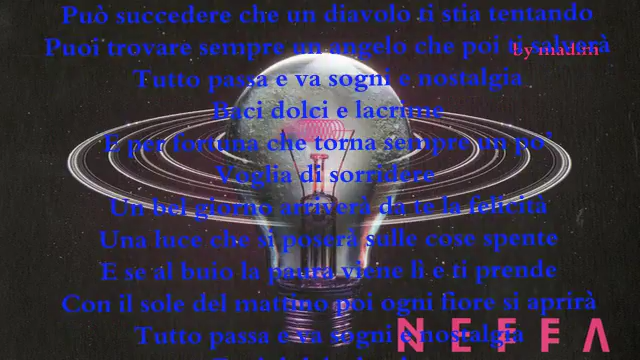 Può succedere che un diavolo ti stia tentando
Puoi trovare sempre un angelo che poi ti salverà
by madari
Tutto passa e va sogni e nostalgia
Baci dolci e lacrime
E per fortuna che torna sempre un po'
Voglia di sorridere
Un bel giorno arriverà da te la felicità
Una luce che si poserà sulle cose spente
E se al buio la paura viene lì e ti prende
Con il sole del mattino poi ogni fiore si aprirà
Tutto passa e va sogni e nostalgia
NEFFA